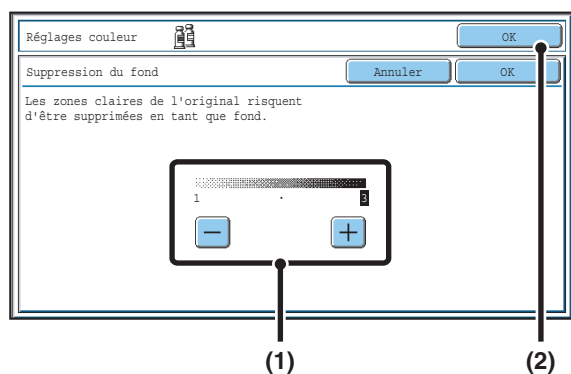 Réglages couleur OK
Suppression du fond Annuler OK
Les zones claires de l'original risquent
d'être supprimées en tant que fond.
1 · 3
− +
(1) (2)